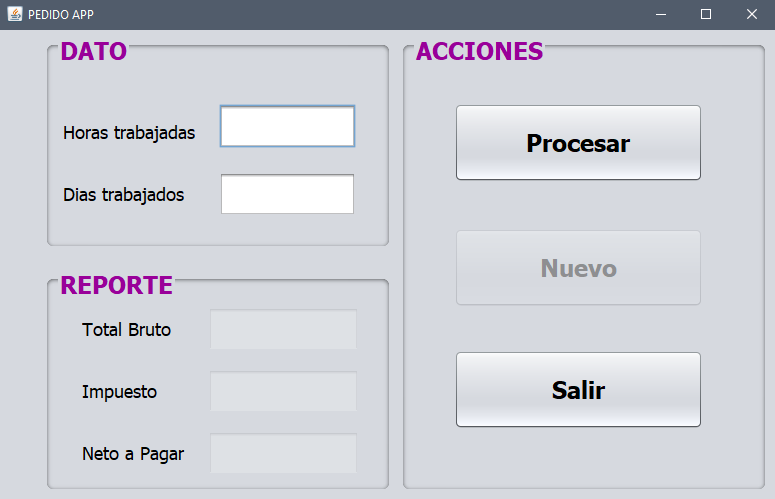 PEDIDO APP
DATO
Horas trabajadas
Dias trabajados
REPORTE
Total Bruto
Impuesto
Neto a Pagar
ACCIONES
Procesar
Nuevo
Salir